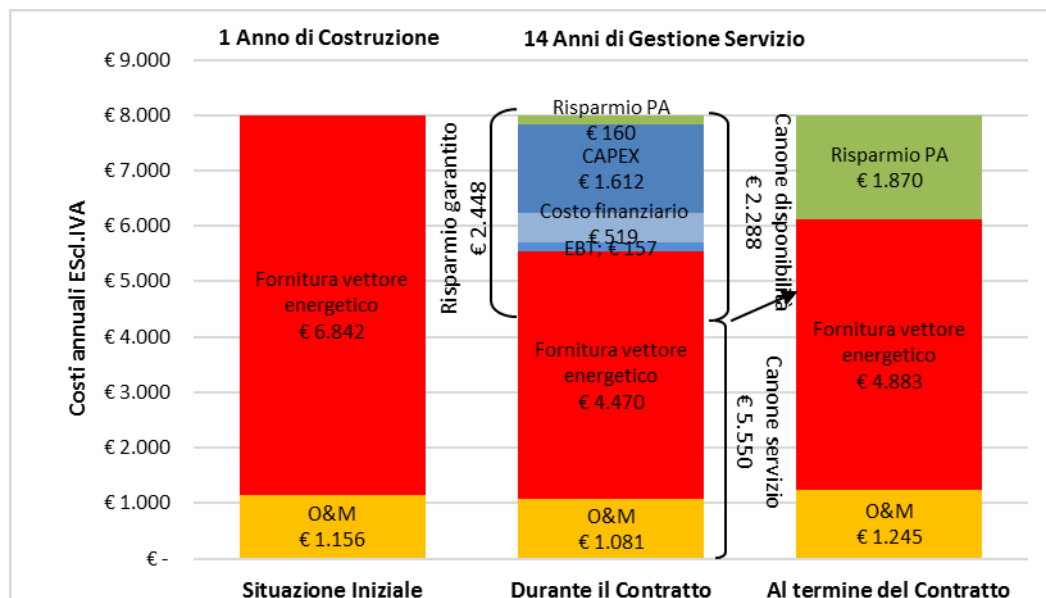 1 Anno di Costruzione
14 Anni di Gestione Servizio
Costi annuali EScl.IVA
€ 9.000
€ 8.000
€ 7.000
€ 6.000
€ 5.000
€ 4.000
€ 3.000
€ 2.000
€ 1.000
€ -
Fornitura vettore
energetico
€ 6.842
O&M
€ 1.156
Risparmio garantito
€ 2.448
Risparmio PA
€ 160
CAPEX
€ 1.612
Costo finanziario
€ 519
EBT; € 157
Fornitura vettore
energetico
€ 4.470
O&M
€ 1.081
Canone disponibilità
€ 2.288
Canone servizio
€ 5.550
Risparmio PA
€ 1.870
Fornitura vettore
energetico
€ 4.883
O&M
€ 1.245
Situazione Iniziale
Durante il Contratto
Al termine del Contratto